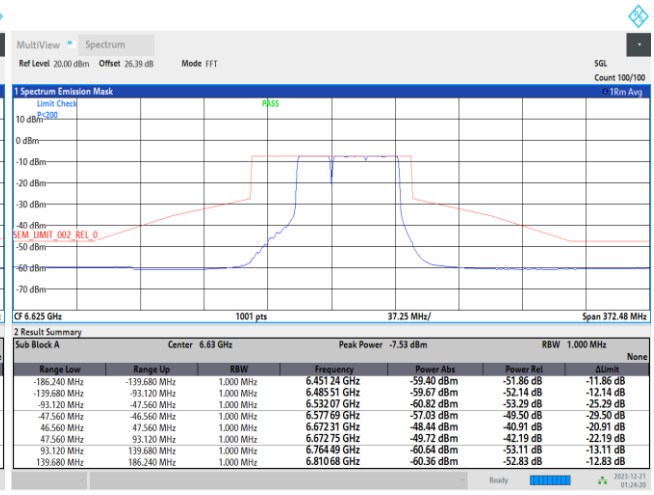 MultiView Spectrum
Ref Level 20.00 dBm Offset 26.39 dB Mode FFT SGL
Count 100/100
1 Spectrum Emission Mask 1Rm Avg
Limit Check PASS
P<200
10 dBm
0 dBm
-10 dBm
-20 dBm
-30 dBm
-40 dBm
SEM_LIMIT_002_REL_0
-50 dBm
-60 dBm
-70 dBm
CF 6.625 GHz 1001 pts 37.25 MHz/ Span 372.48 MHz
2 Result Summary
Sub Block A Center 6.63 GHz Peak Power -7.53 dBm RBW 1.000 MHz
None
Range Low Range Up RBW Frequency Power Abs Power Rel ΔLimit
-186.240 MHz -139.680 MHz 1.000 MHz 6.451 24 GHz -59.40 dBm -51.86 dB -11.86 dB
-139.680 MHz -93.120 MHz 1.000 MHz 6.485 51 GHz -59.67 dBm -52.14 dB -12.14 dB
-93.120 MHz -47.560 MHz 1.000 MHz 6.532 07 GHz -60.82 dBm -53.29 dB -25.29 dB
-47.560 MHz -46.560 MHz 1.000 MHz 6.577 69 GHz -57.03 dBm -49.50 dB -29.50 dB
46.560 MHz 47.560 MHz 1.000 MHz 6.672 31 GHz -48.44 dBm -40.91 dB -20.91 dB
47.560 MHz 93.120 MHz 1.000 MHz 6.672 75 GHz -49.72 dBm -42.19 dB -22.19 dB
93.120 MHz 139.680 MHz 1.000 MHz 6.764 49 GHz -60.64 dBm -53.11 dB -13.11 dB
139.680 MHz 186.240 MHz 1.000 MHz 6.810 68 GHz -60.36 dBm -52.83 dB -12.83 dB
Ready 2023-12-21
01:24:20